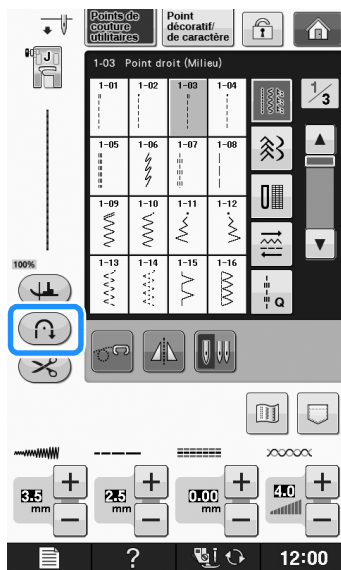 Points de couture utilitaires
Point décoratif/ de caractère
J
1-03 Point droit (Milieu)
1/3
1-01 1-02 1-03 1-04
1-05 1-06 1-07 1-08
1-09 1-10 1-11 1-12
1-13 1-14 1-15 1-16
100%
Q
3.5 mm
2.5 mm
0.00 mm
4.0
+ + + +
− − − −
? 12:00